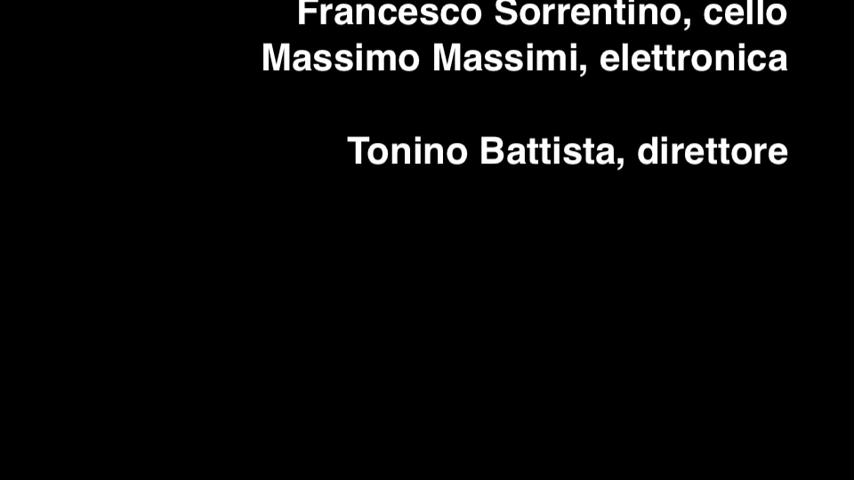 Francesco Sorrentino, cello
Massimo Massimi, elettronica
Tonino Battista, direttore